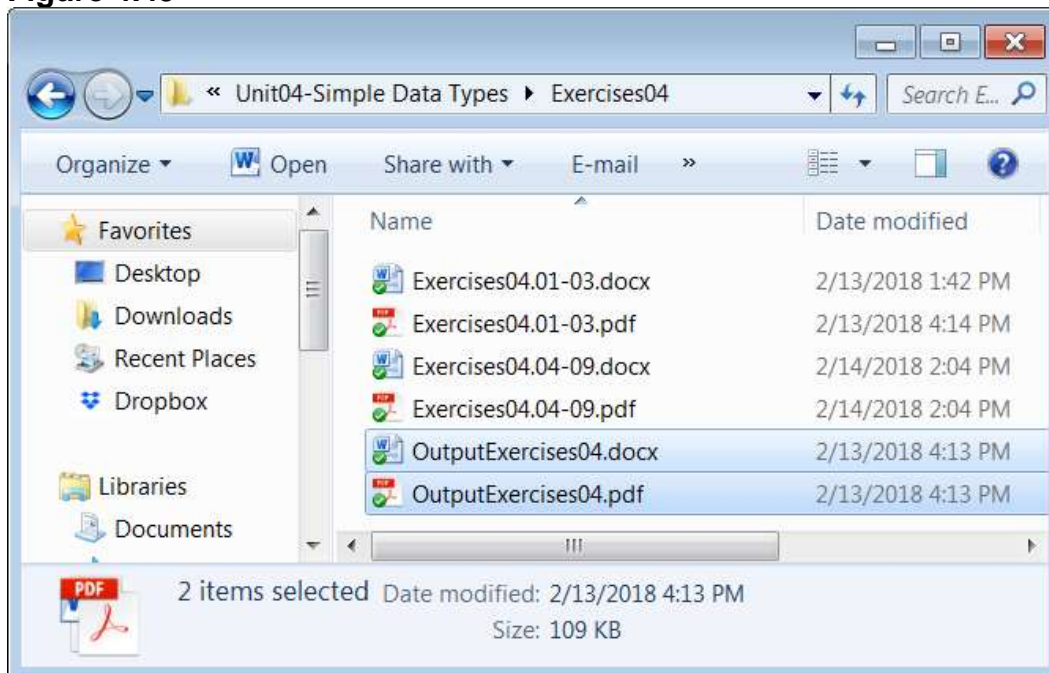 « Unit04-Simple Data Types ▸ Exercises04
Search E...
Organize ▾ Open Share with ▾ E-mail »
Name Date modified
Favorites
Desktop
Downloads
Recent Places
Dropbox
Libraries
Documents
Exercises04.01-03.docx 2/13/2018 1:42 PM
Exercises04.01-03.pdf 2/13/2018 4:14 PM
Exercises04.04-09.docx 2/14/2018 2:04 PM
Exercises04.04-09.pdf 2/14/2018 2:04 PM
OutputExercises04.docx 2/13/2018 4:13 PM
OutputExercises04.pdf 2/13/2018 4:13 PM
PDF
2 items selected Date modified: 2/13/2018 4:13 PM
Size: 109 KB